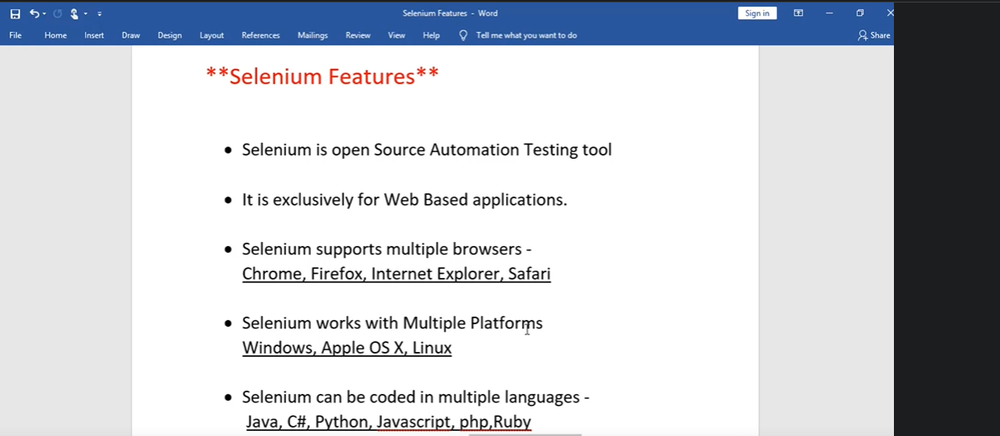 Selenium Features - Word
Sign in
File Home Insert Draw Design Layout References Mailings Review View Help Tell me what you want to do Share
**Selenium Features**
• Selenium is open Source Automation Testing tool
• It is exclusively for Web Based applications.
• Selenium supports multiple browsers -
Chrome, Firefox, Internet Explorer, Safari
• Selenium works with Multiple Platforms
Windows, Apple OS X, Linux
• Selenium can be coded in multiple languages -
Java, C#, Python, Javascript, php,Ruby